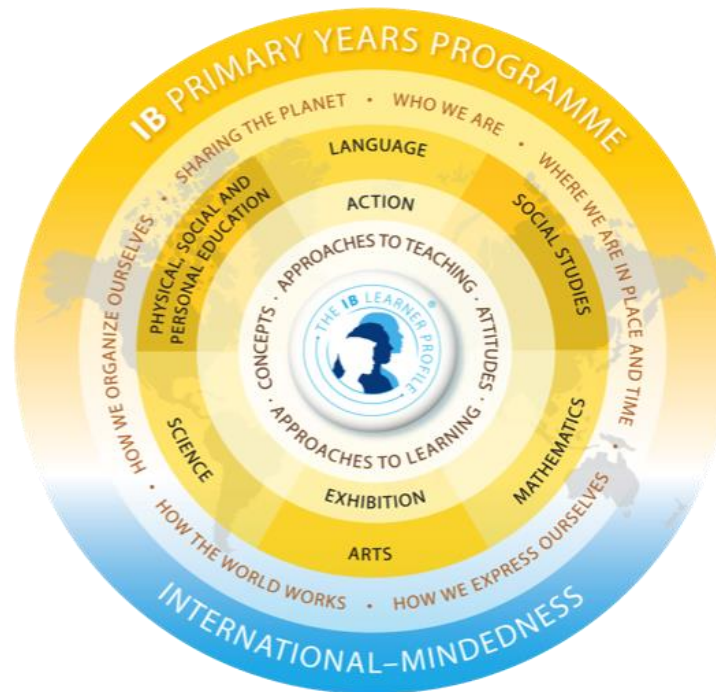 IB PRIMARY YEARS PROGRAMME
SHARING THE PLANET • WHO WE ARE • WHERE WE ARE IN PLACE AND TIME
HOW WE ORGANIZE OURSELVES •
LANGUAGE
PHYSICAL, SOCIAL AND
PERSONAL EDUCATION
SOCIAL STUDIES
ACTION
APPROACHES TO TEACHING •
CONCEPTS •
ATTITUDES •
THE IB LEARNER PROFILE ®
APPROACHES TO LEARNING •
SCIENCE
MATHEMATICS
EXHIBITION
ARTS
• HOW THE WORLD WORKS • HOW WE EXPRESS OURSELVES
INTERNATIONAL–MINDEDNESS